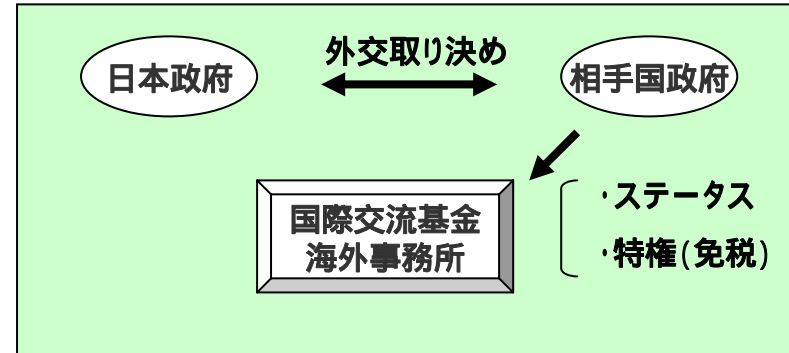 外交取り決め
日本政府
相手国政府
国際交流基金
海外事務所
・ステータス
・特権(免税)